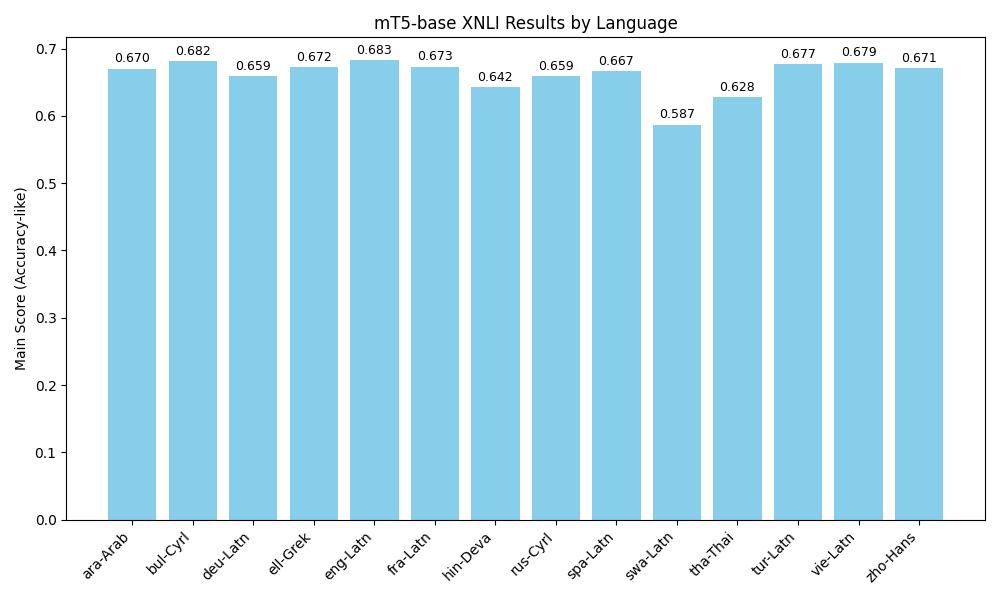 mT5-base XNLI Results by Language
Main Score (Accuracy-like)
0.7
0.6
0.5
0.4
0.3
0.2
0.1
0.0
0.670
0.682
0.659
0.672
0.683
0.673
0.642
0.659
0.667
0.587
0.628
0.677
0.679
0.671
ara-Arab
bul-Cyrl
deu-Latn
ell-Grek
eng-Latn
fra-Latn
hin-Deva
rus-Cyrl
spa-Latn
swa-Latn
tha-Thai
tur-Latn
vie-Latn
zho-Hans